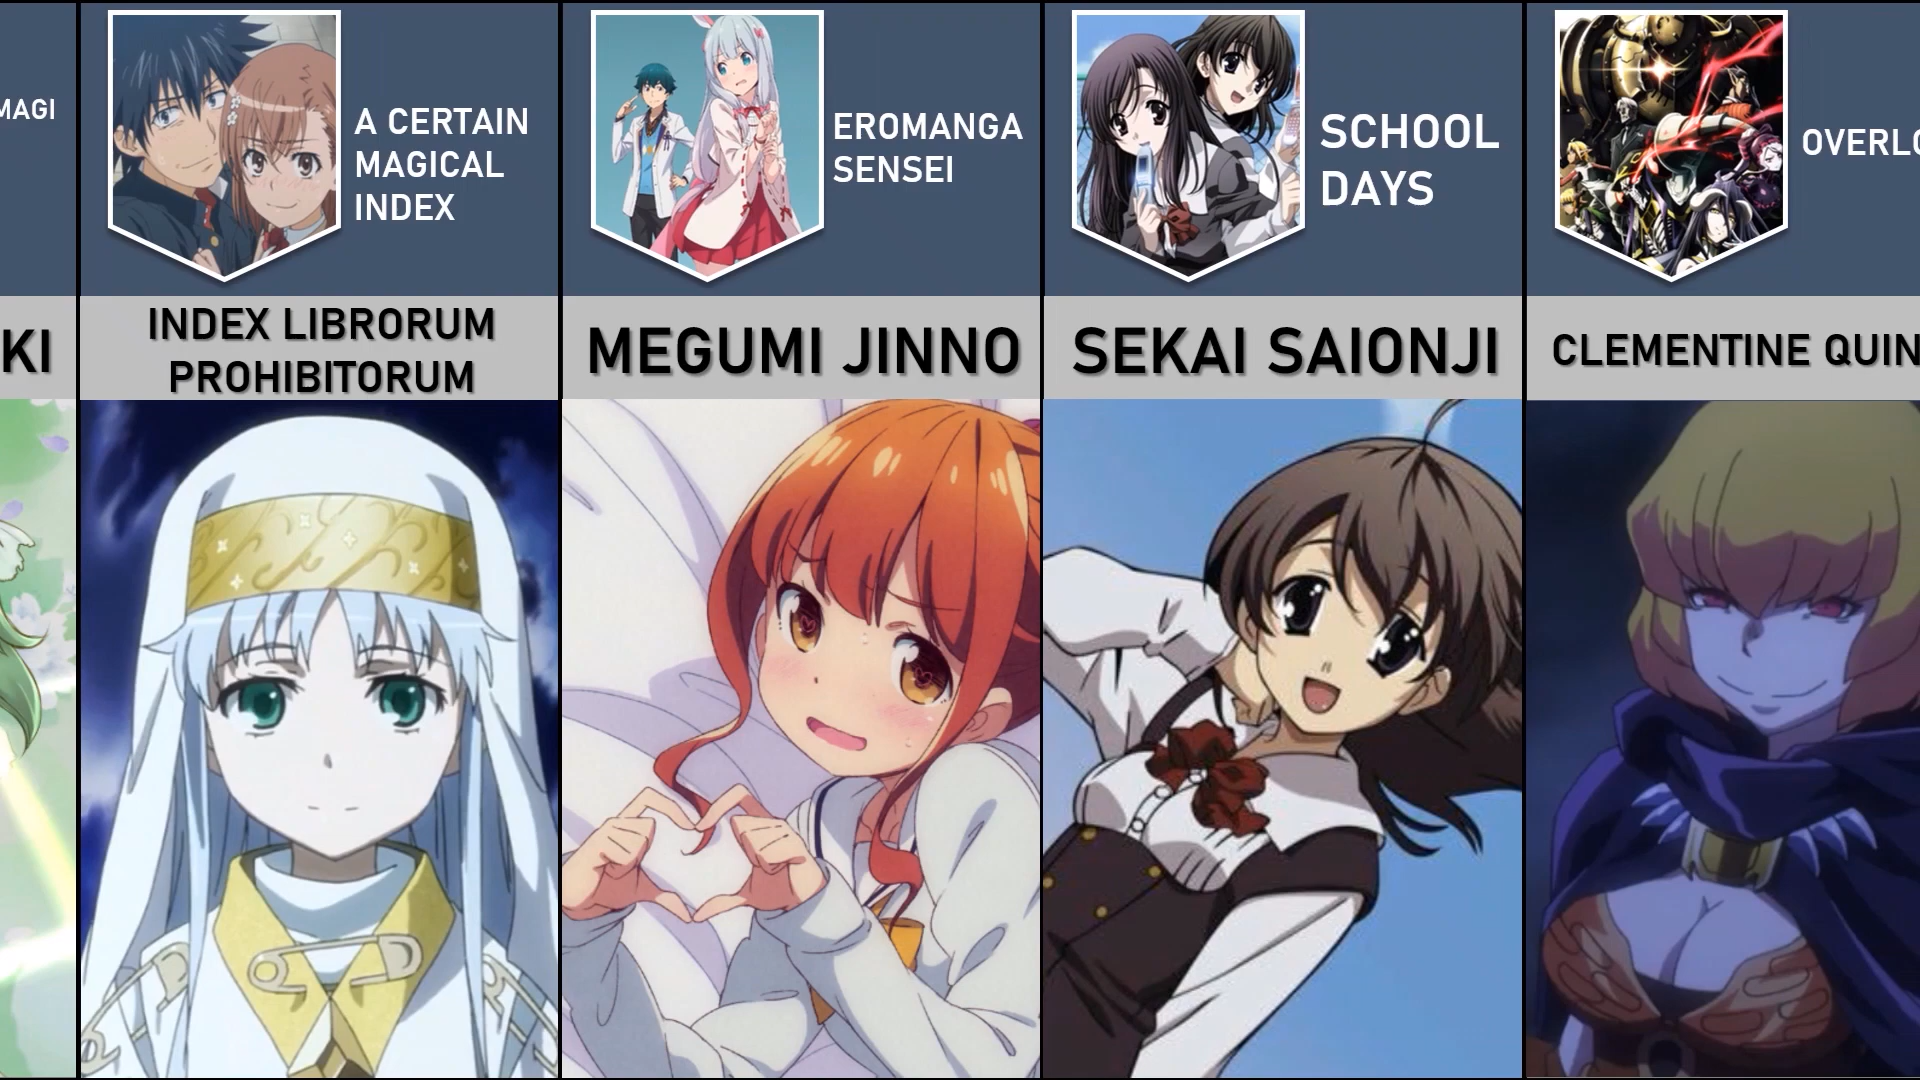 MAGI
A CERTAIN
MAGICAL
INDEX
EROMANGA
SENSEI
SCHOOL
DAYS
OVERLO
KI
INDEX LIBRORUM
PROHIBITORUM
MEGUMI JINNO
SEKAI SAIONJI
CLEMENTINE QUIN